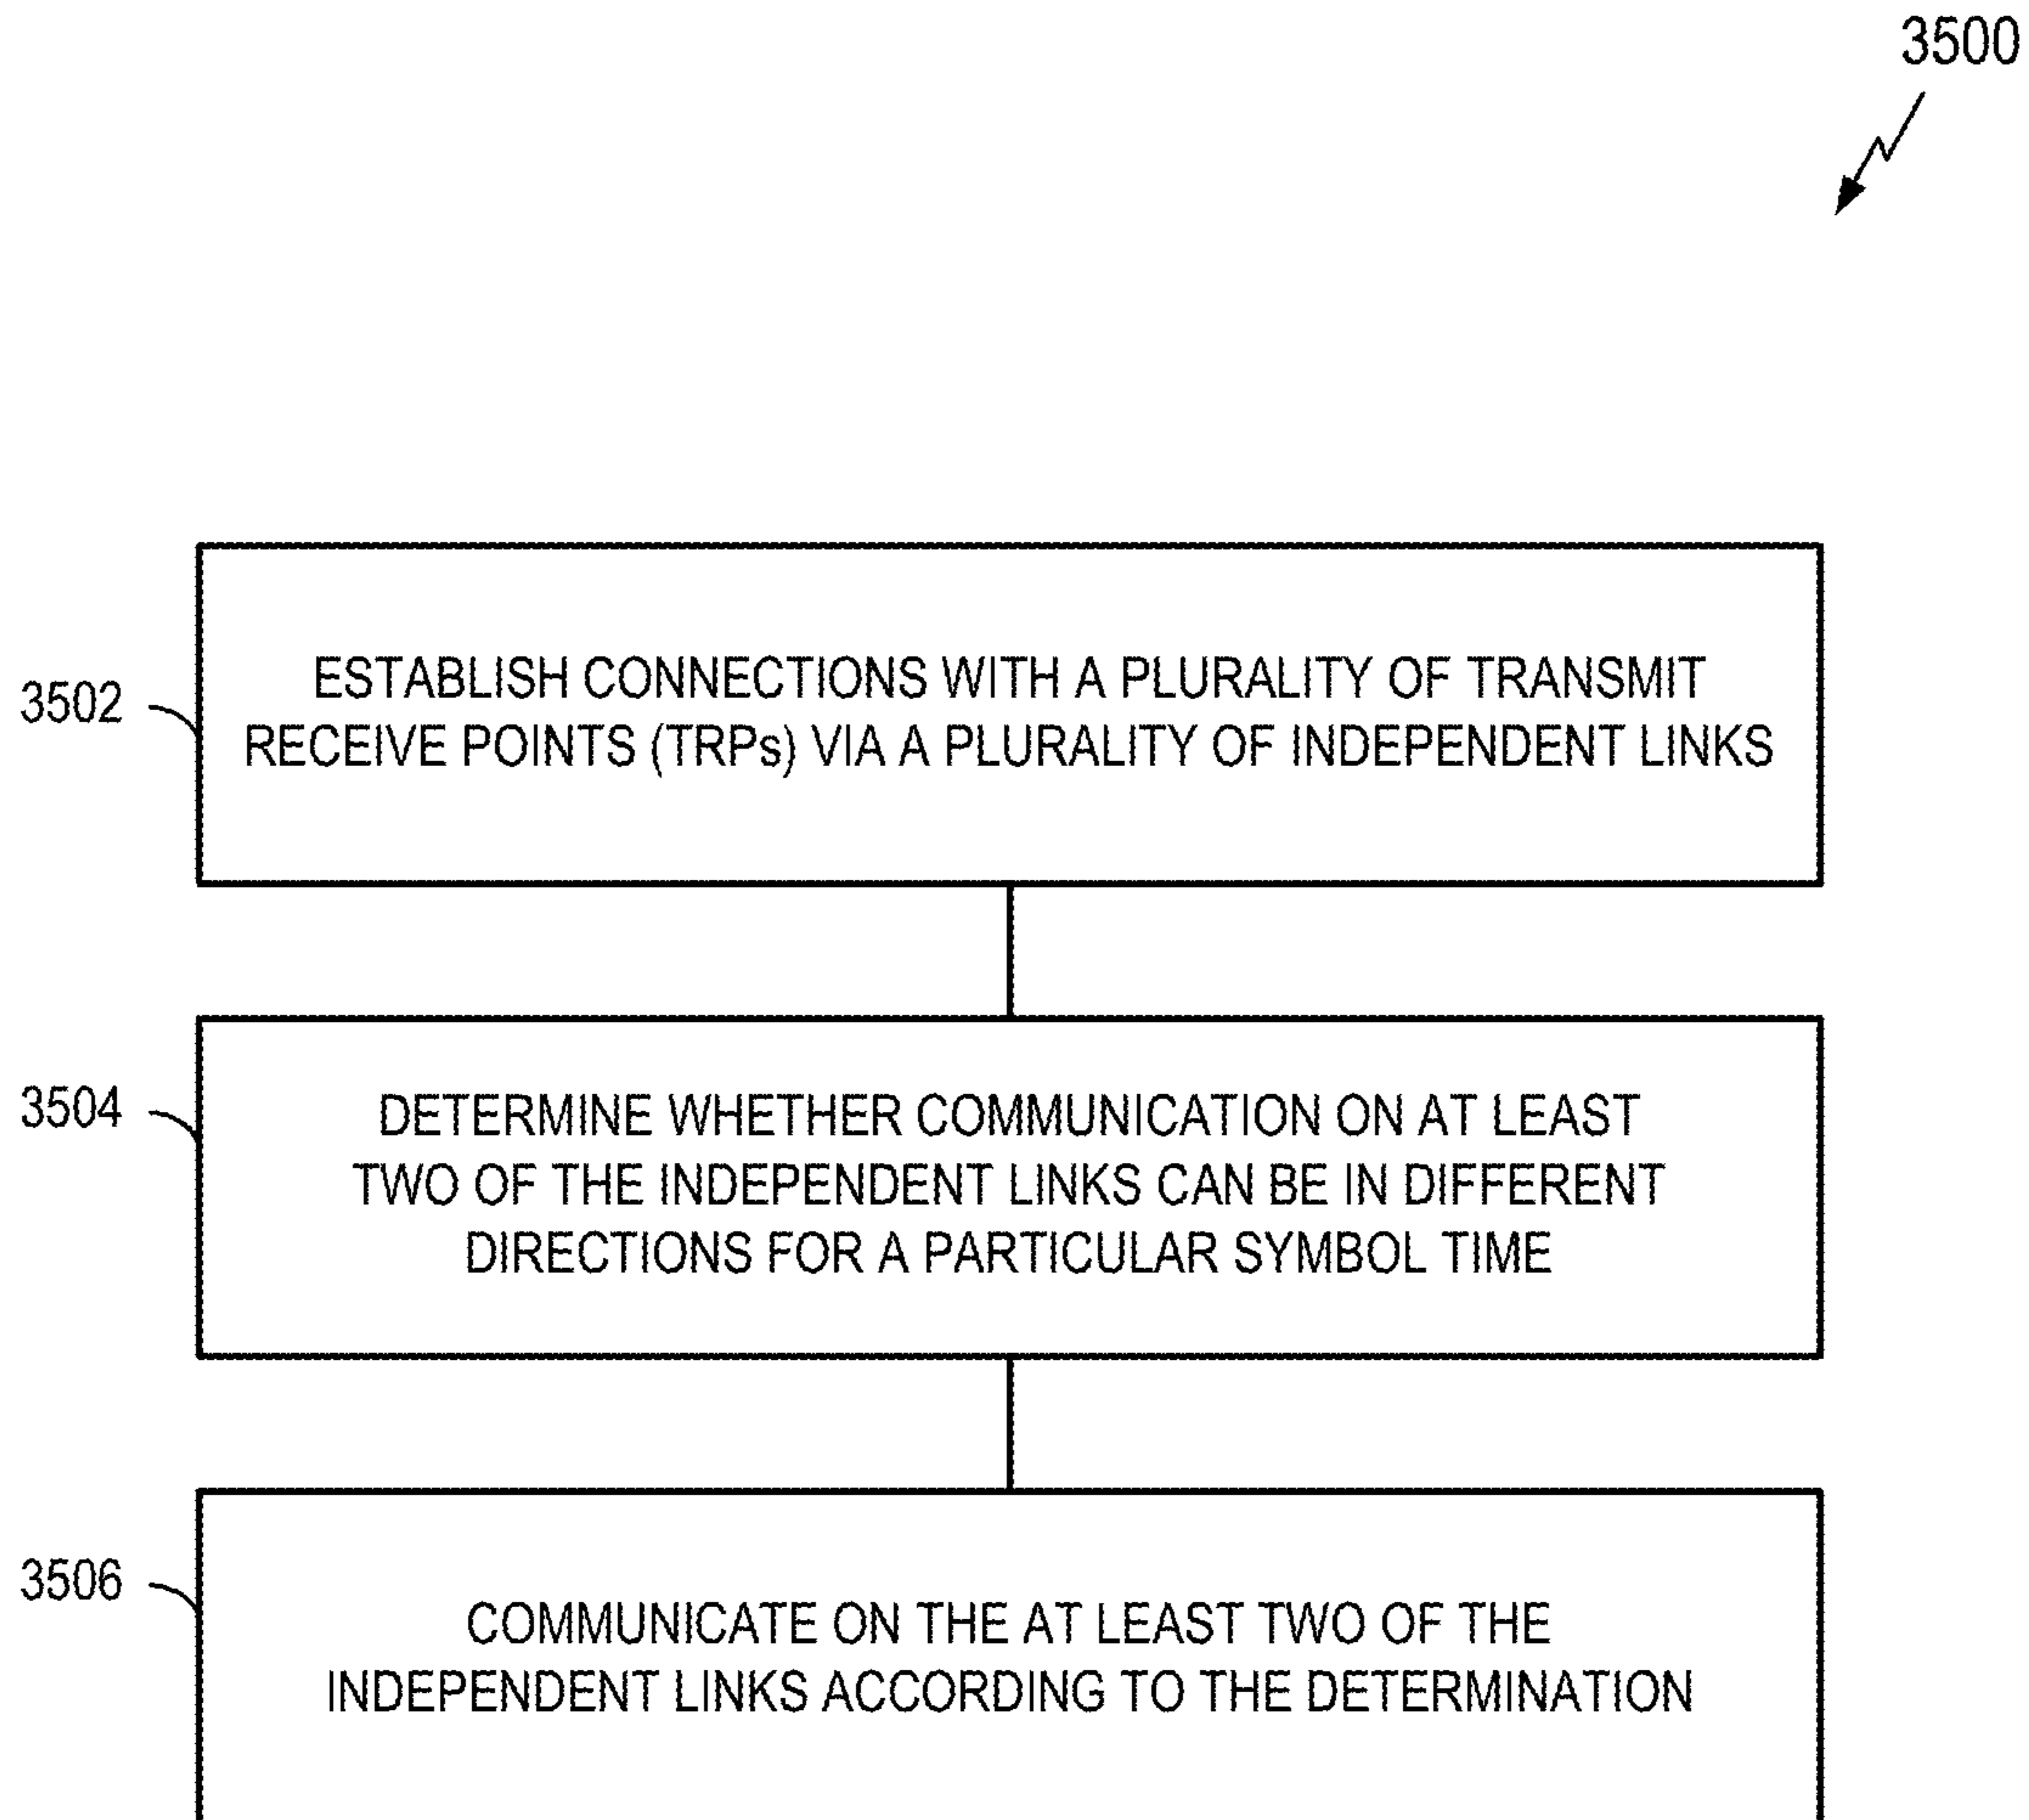 3500
3502
ESTABLISH CONNECTIONS WITH A PLURALITY OF TRANSMIT
RECEIVE POINTS (TRPs) VIA A PLURALITY OF INDEPENDENT LINKS
3504
DETERMINE WHETHER COMMUNICATION ON AT LEAST
TWO OF THE INDEPENDENT LINKS CAN BE IN DIFFERENT
DIRECTIONS FOR A PARTICULAR SYMBOL TIME
3506
COMMUNICATE ON THE AT LEAST TWO OF THE
INDEPENDENT LINKS ACCORDING TO THE DETERMINATION